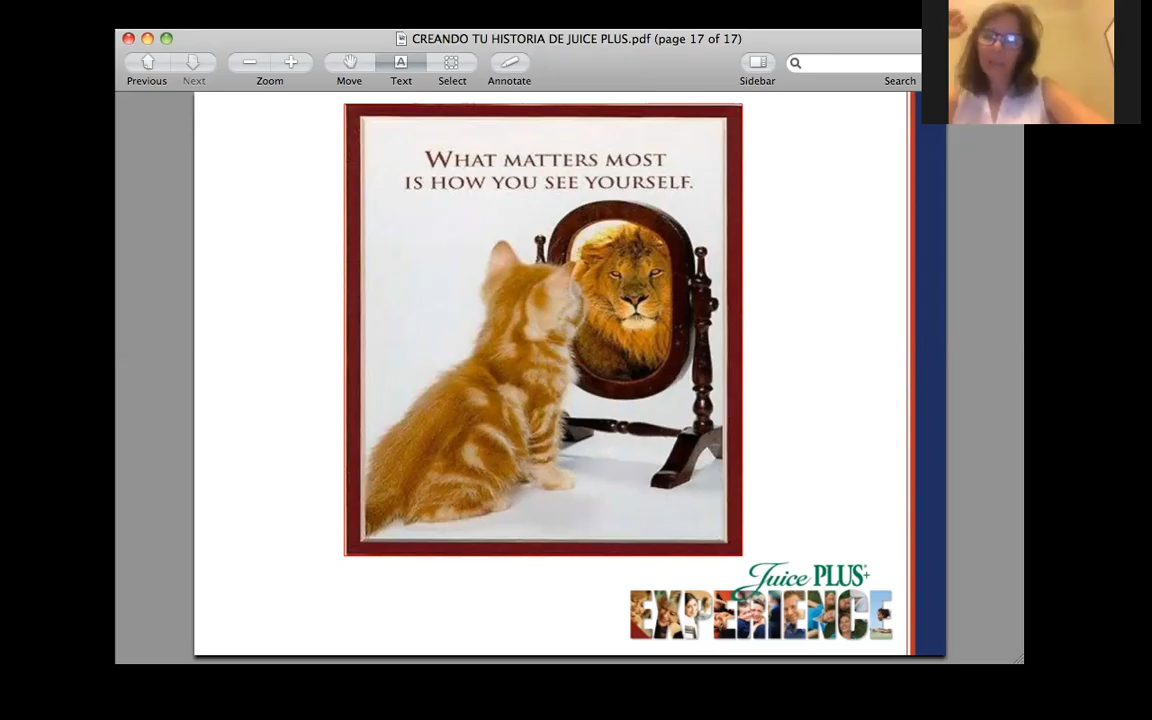 CREANDO TU HISTORIA DE JUICE PLUS.pdf (page 17 of 17)
Previous Next Zoom Move Text Select Annotate Sidebar Search
WHAT MATTERS MOST
IS HOW YOU SEE YOURSELF.
Juice PLUS+®
EXPERIENCE